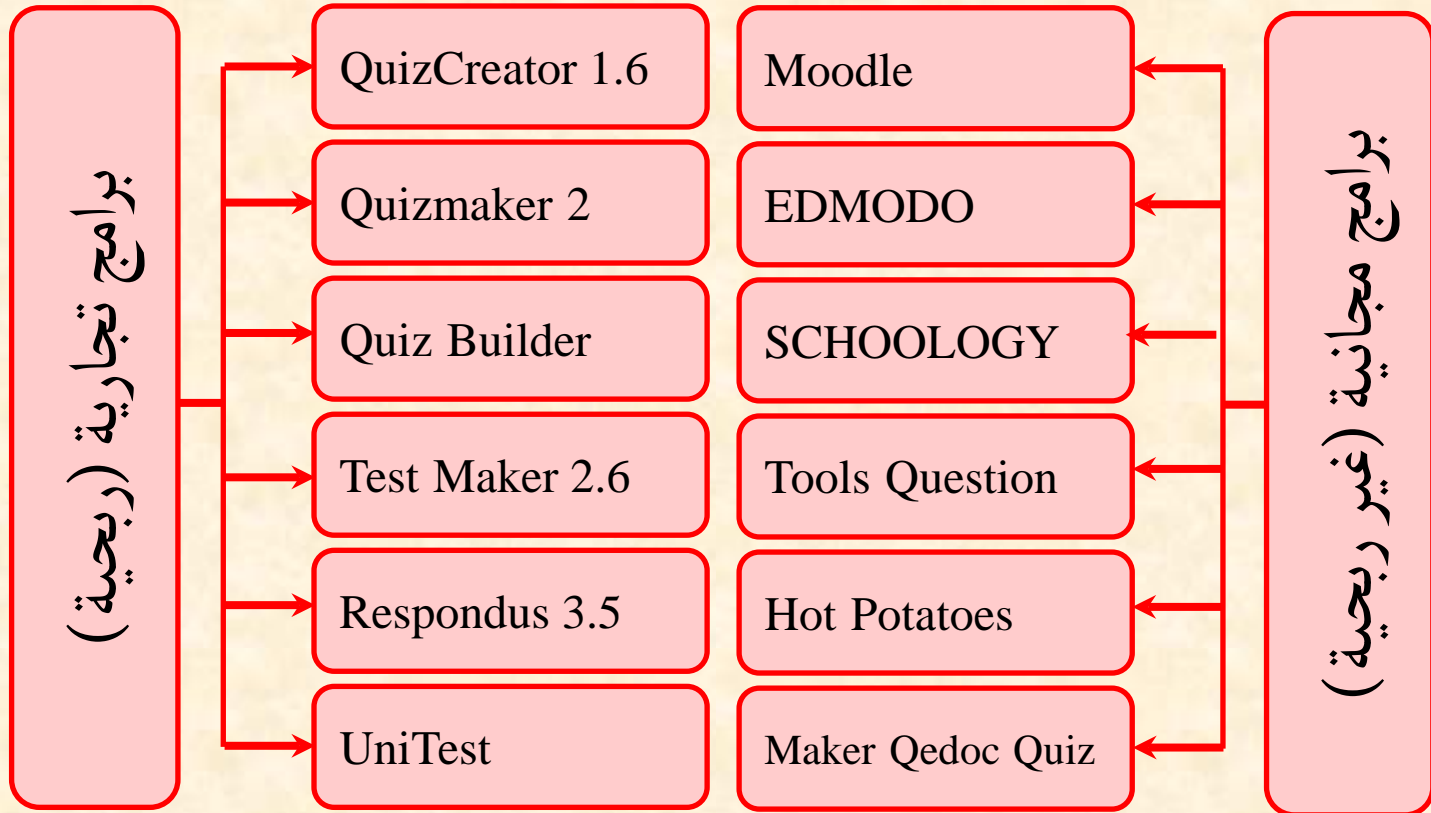 برامج مجانية (غير ربحية)
Moodle
EDMODO
SCHOOLOGY
Tools Question
Hot Potatoes
Maker Qedoc Quiz
برامج تجارية (ربحية)
QuizCreator 1.6
Quizmaker 2
Quiz Builder
Test Maker 2.6
Respondus 3.5
UniTest